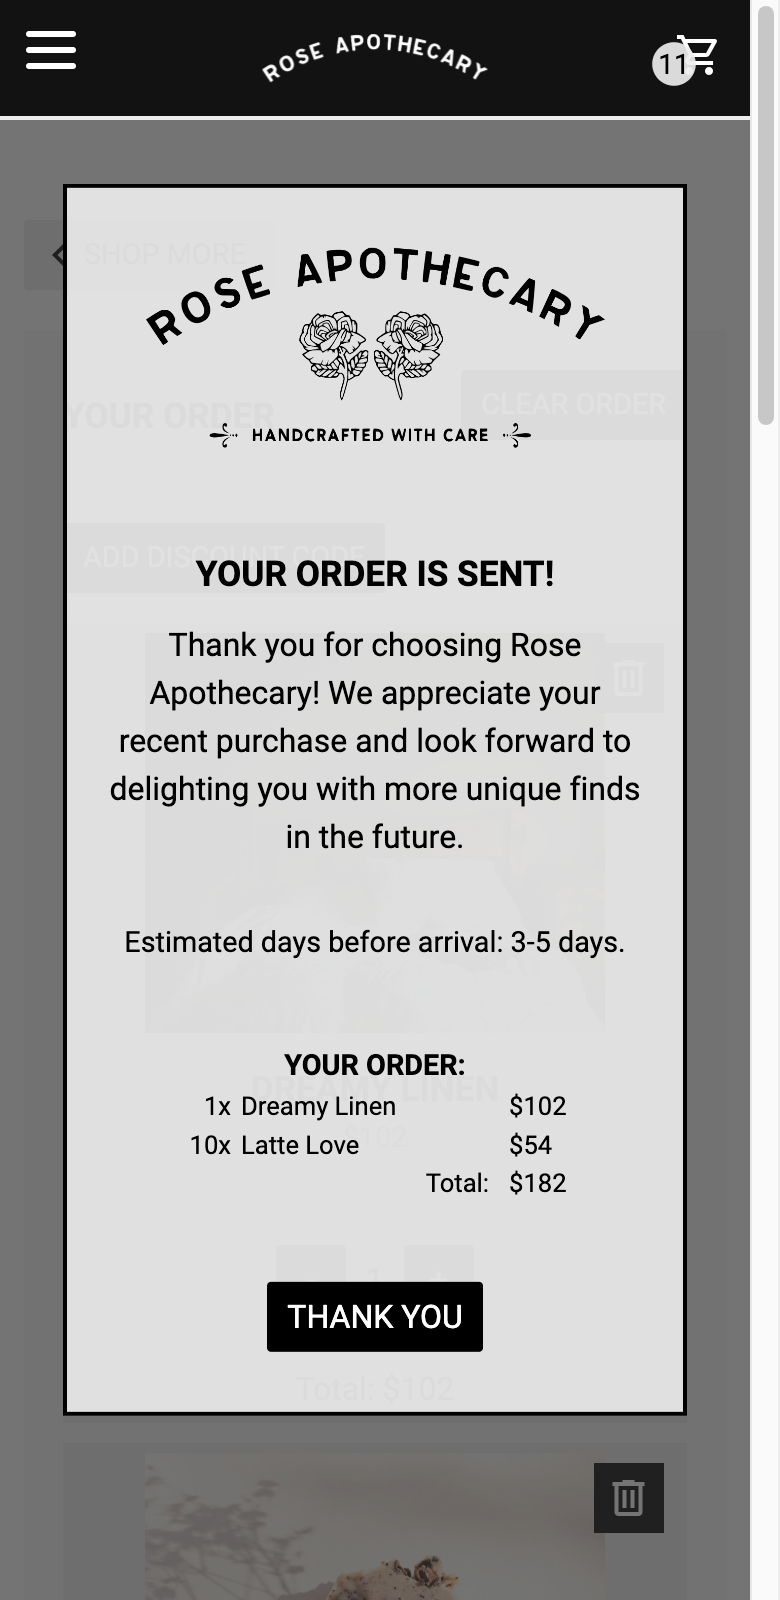 ROSE APOTHECARY
11
SHOP MORE
ROSE APOTHECARY
YOUR ORDER
CLEAR ORDER
HANDCRAFTED WITH CARE
ADD DISCOUNT CODE
YOUR ORDER IS SENT!
Thank you for choosing Rose
Apothecary! We appreciate your
recent purchase and look forward to
delighting you with more unique finds
in the future.
Estimated days before arrival: 3-5 days.
YOUR ORDER:
DREAMY LINEN
1x Dreamy Linen $102
$102
10x Latte Love $54
Total: $182
1
THANK YOU
Total: $102